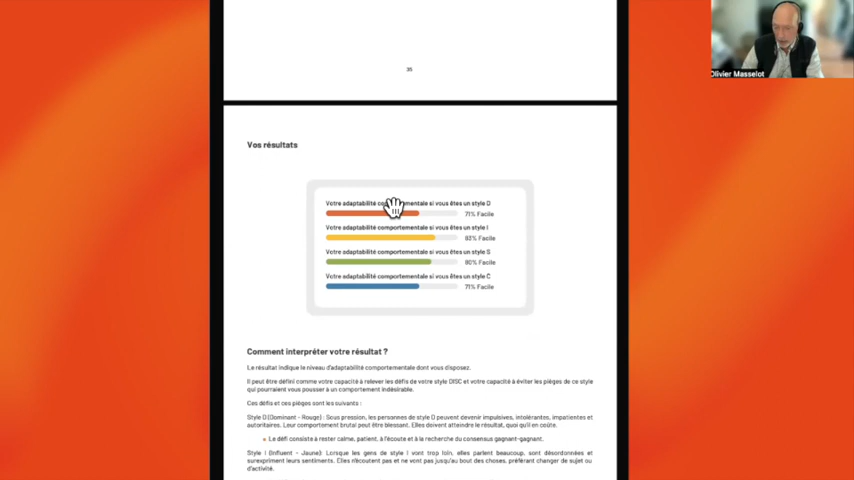 Olivier Masselot
35
Vos résultats
Votre adaptabilité comportementale si vous êtes un style D
71% Facile
Votre adaptabilité comportementale si vous êtes un style I
83% Facile
Votre adaptabilité comportementale si vous êtes un style S
80% Facile
Votre adaptabilité comportementale si vous êtes un style C
71% Facile
Comment interpréter votre résultat ?
Le résultat indique le niveau d'adaptabilité comportementale dont vous disposez.
Il peut être défini comme votre capacité à relever les défis de votre style DISC et votre capacité à éviter les pièges de ce style
qui pourraient vous pousser à un comportement indésirable.
Ces défis et ces pièges sont les suivants :
Style D (Dominant - Rouge) : Sous pression, les personnes de style D peuvent devenir impulsives, intolérantes, impatientes et
autoritaires. Leur comportement brutal peut être blessant. Elles doivent atteindre le résultat, quoi qu'il en coûte.
Le défi consiste à rester calme, patient, à l'écoute et à la recherche du consensus gagnant-gagnant.
Style I (Influent - Jaune): Lorsque les gens de style I vont trop loin, elles parlent beaucoup, sont désordonnées et
surexpriment leurs sentiments. Elles n'écoutent pas et ne vont pas jusqu'au bout des choses, préférant changer de sujet ou
d'activité.